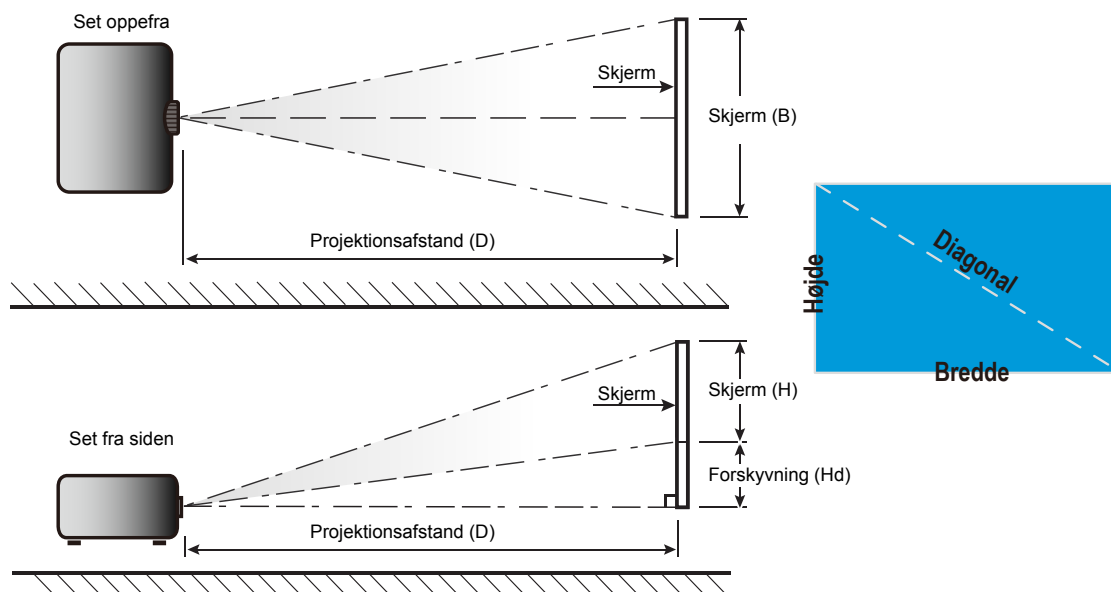 Set oppefra
Skjerm
Skjerm (B)
Projektionsafstand (D)
Højde
Diagonal
Bredde
Skjerm
Skjerm (H)
Set fra siden
Forskyvning (Hd)
Projektionsafstand (D)